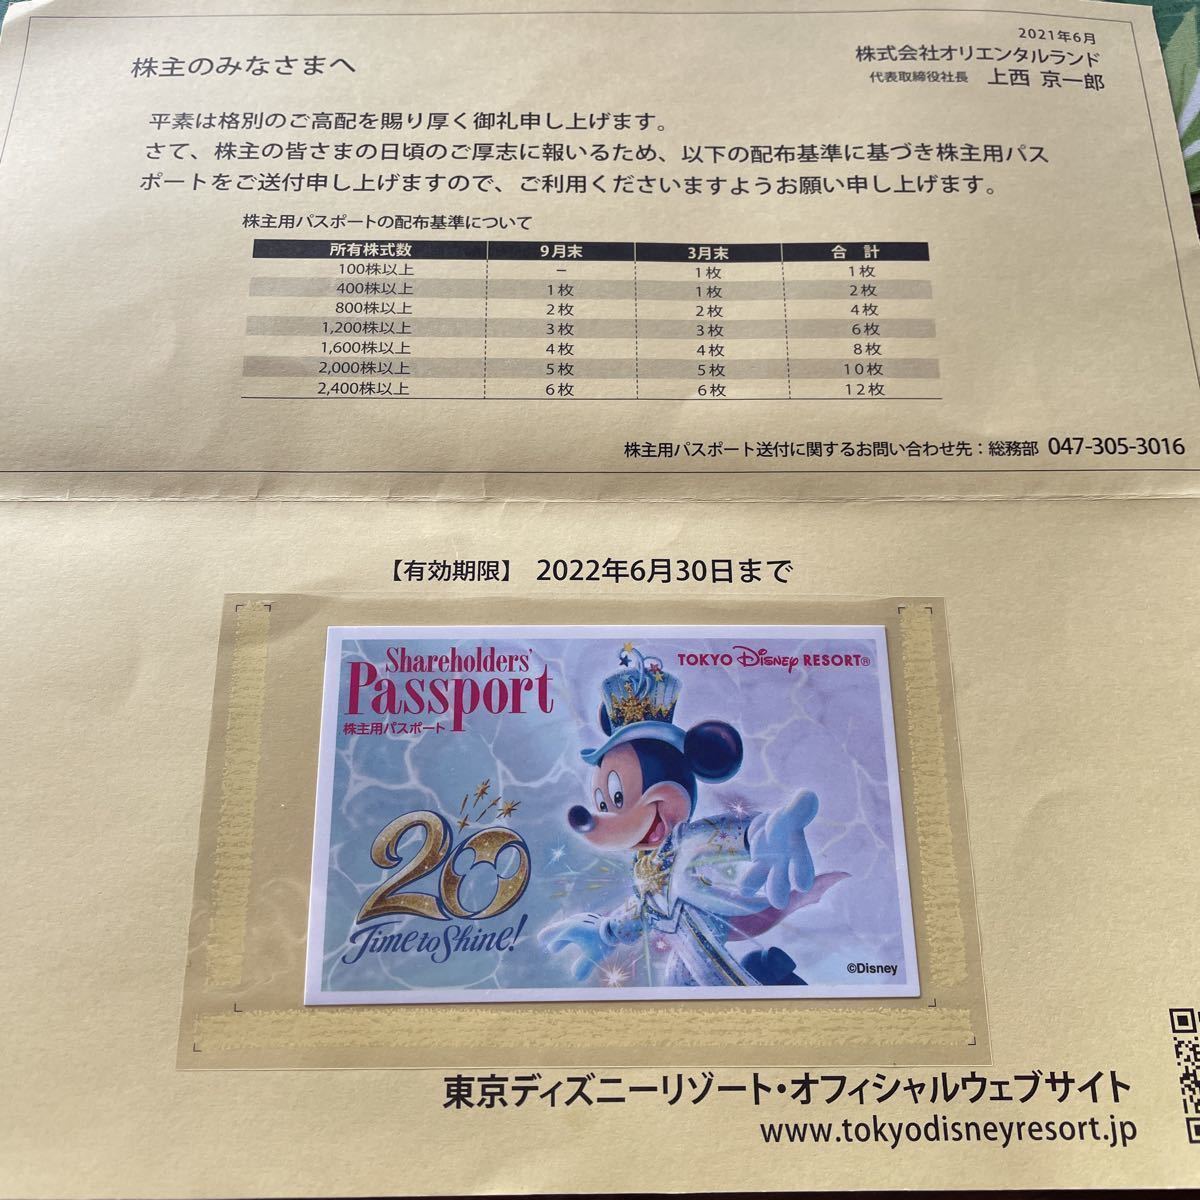 2021年6月
株式会社オリエンタルランド
代表取締役社長 上西 京一郎
株主のみなさまへ
平素は格別のご高配を賜り厚く御礼申し上げます。
さて、株主の皆さまの日頃のご厚志に報いるため、以下の配布基準に基づき株主用パス
ポートをご送付申し上げますので、ご利用くださいますようお願い申し上げます。
株主用パスポートの配布基準について
所有株式数 9月末 3月末 合 計
100株以上 − 1枚 1枚
400株以上 1枚 1枚 2枚
800株以上 2枚 2枚 4枚
1,200株以上 3枚 3枚 6枚
1,600株以上 4枚 4枚 8枚
2,000株以上 5枚 5枚 10枚
2,400株以上 6枚 6枚 12枚
株主用パスポート送付に関するお問い合わせ先：総務部 047-305-3016
【有効期限】 2022年6月30日まで
Shareholders'
Passport
株主用パスポート
TOKYO Disney RESORT®
20
Time to Shine!
©Disney
東京ディズニーリゾート・オフィシャルウェブサイト
www.tokyodisneyresort.jp